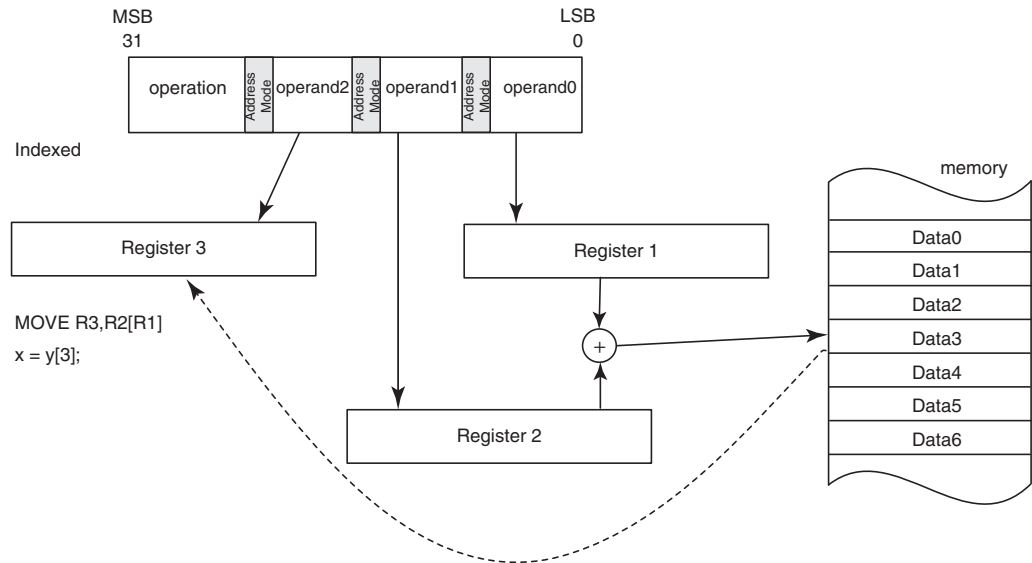 MSB
LSB
31
0
operation
Address Mode
operand2
Address Mode
operand1
Address Mode
operand0
Indexed
memory
Register 3
Register 1
Data0
Data1
Data2
MOVE R3,R2[R1]
x = y[3];
+
Data3
Data4
Data5
Register 2
Data6